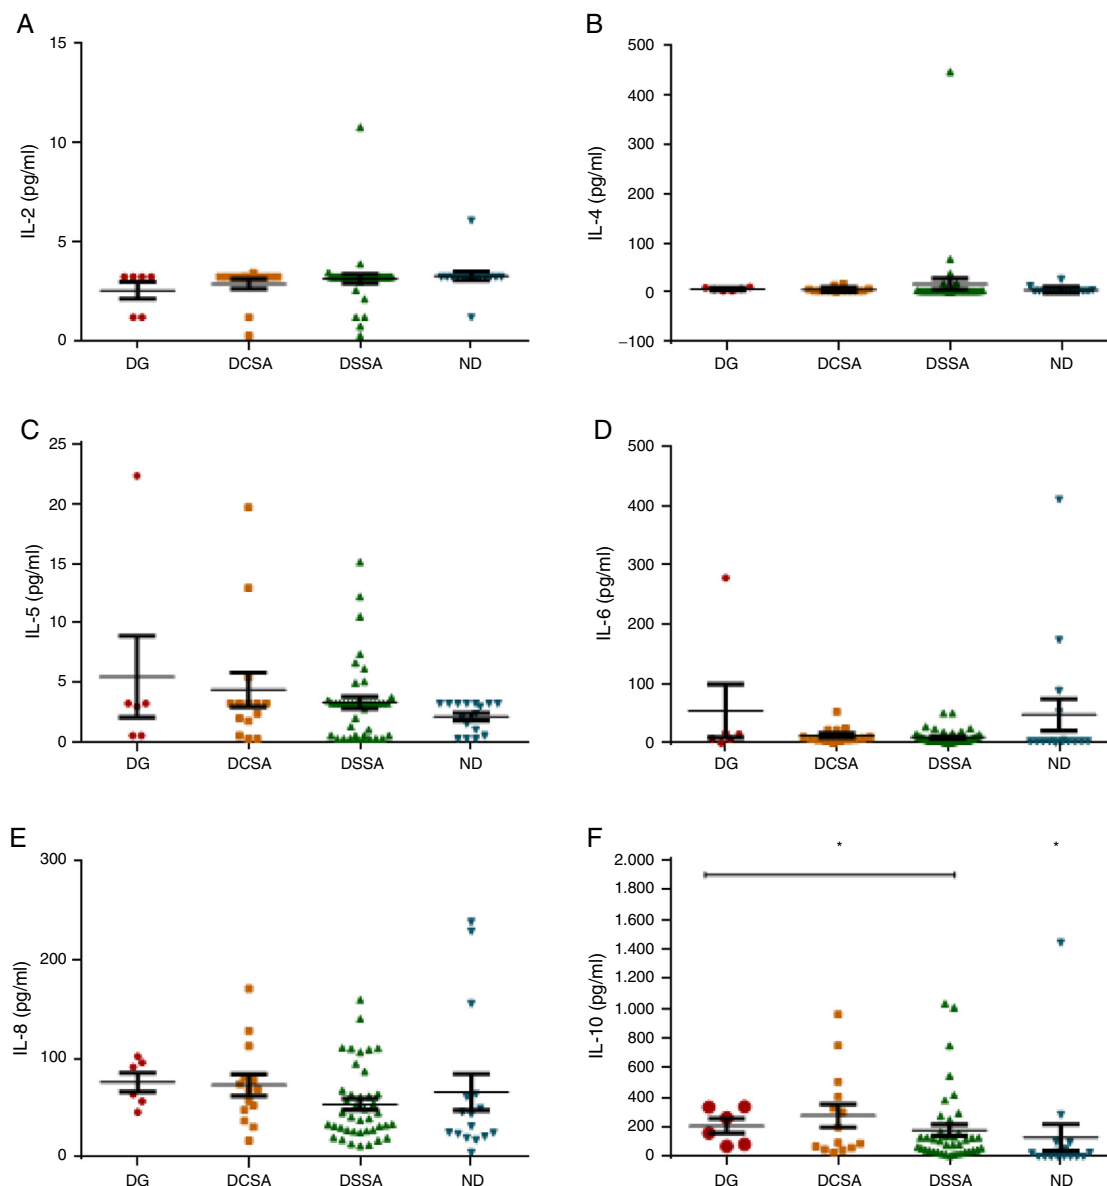 A
IL-2 (pg/ml)
15
10
5
0
DG DCSA DSSA ND
B
IL-4 (pg/ml)
500
400
300
200
100
0
–100
DG DCSA DSSA ND
C
IL-5 (pg/ml)
25
20
15
10
5
0
DG DCSA DSSA ND
D
IL-6 (pg/ml)
500
400
300
200
100
0
DG DCSA DSSA ND
E
IL-8 (pg/ml)
300
200
100
0
DG DCSA DSSA ND
F
IL-10 (pg/ml)
* *
2.000
1.800
1.600
1.400
1.200
1.000
800
600
400
200
0
DG DCSA DSSA ND